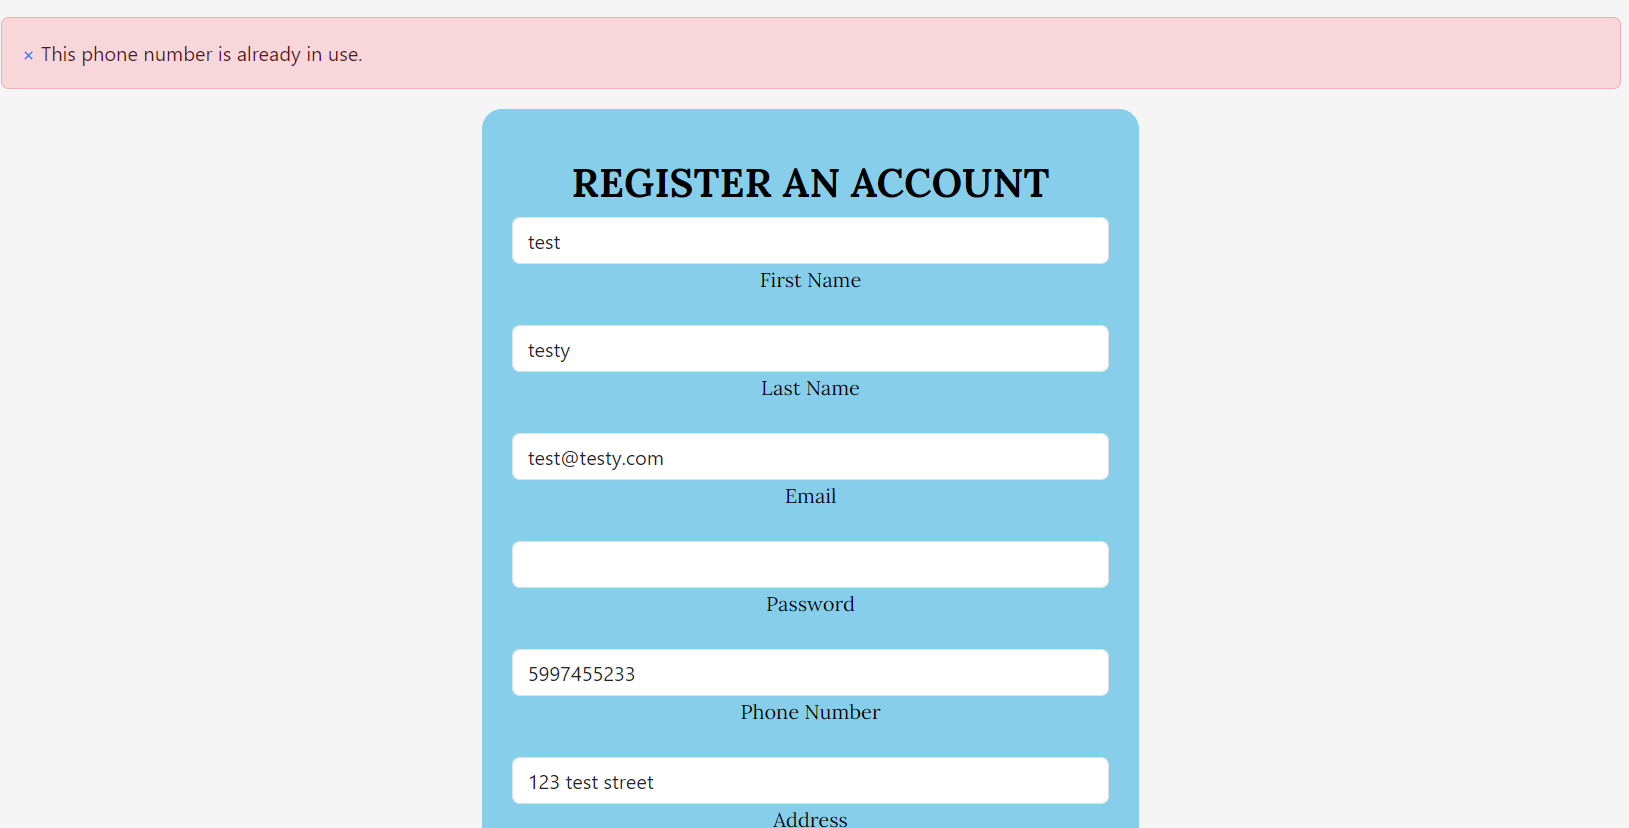 × This phone number is already in use.
REGISTER AN ACCOUNT
test
First Name
testy
Last Name
test@testy.com
Email
Password
5997455233
Phone Number
123 test street
Address